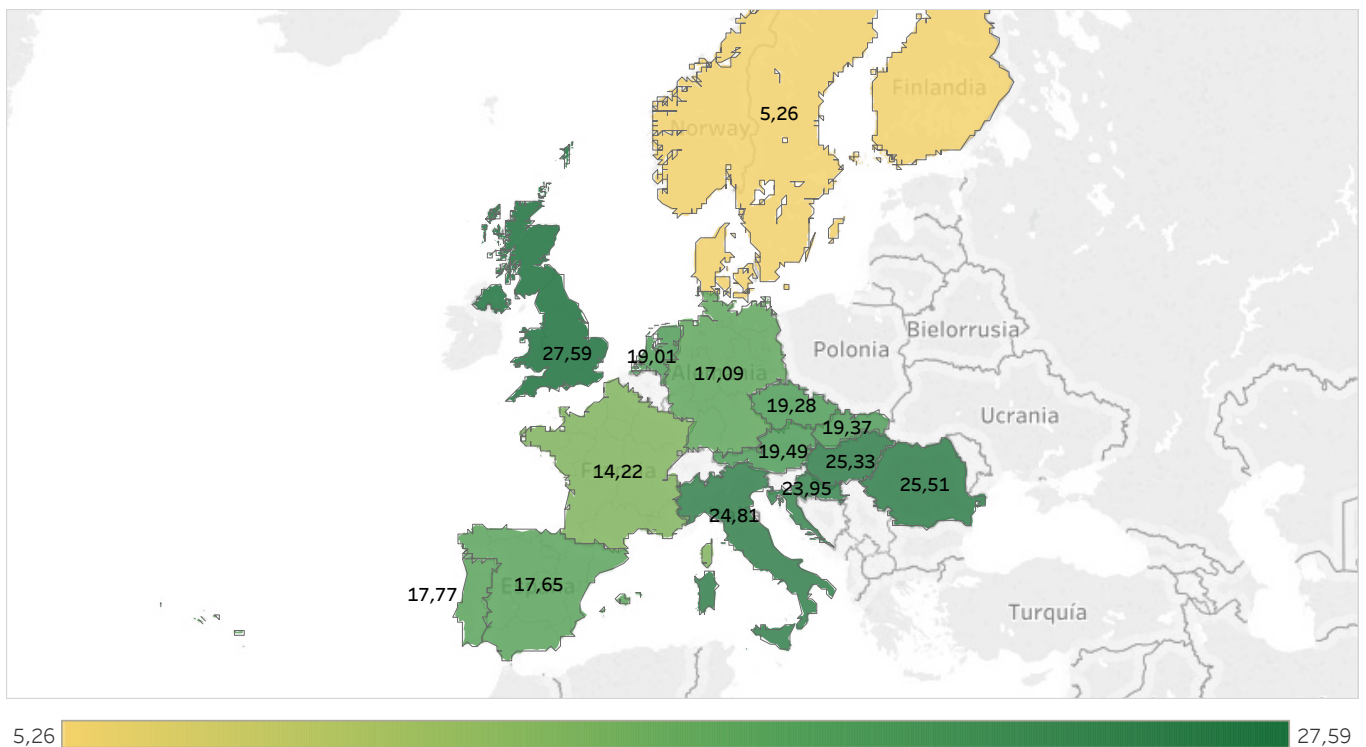 Finlandia
5,26
Norway
Bielorrusia
27,59
19,01
Polonia
17,09
19,28
Ucrania
19,37
19,49
25,33
14,22
25,51
23,95
24,81
17,65
17,77
Turquía
5,26
27,59